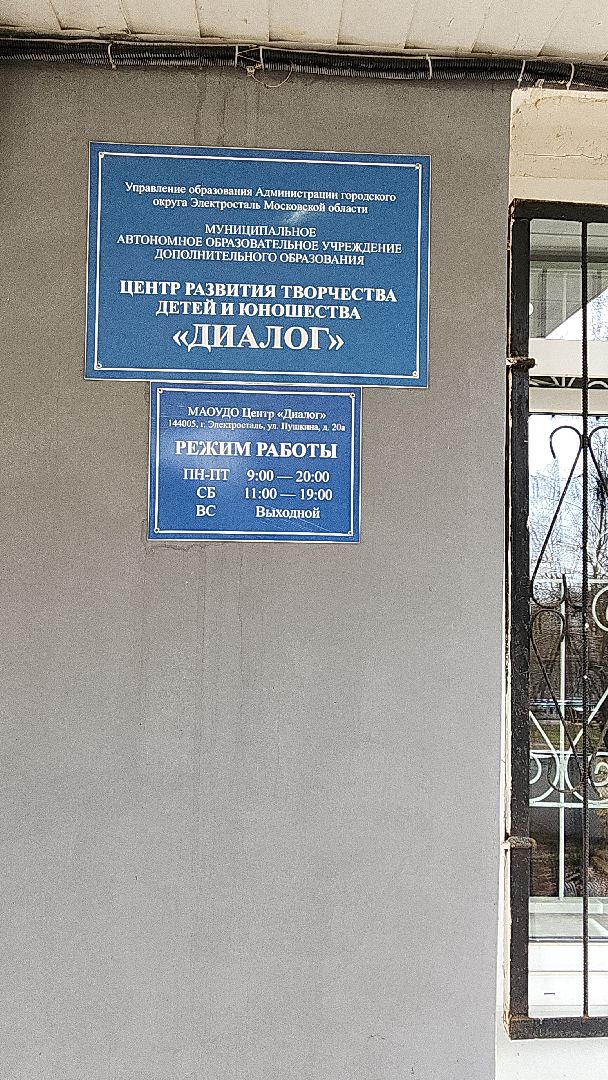 Управление образования Администрации городского
округа Электросталь Московской области
МУНИЦИПАЛЬНОЕ
АВТОНОМНОЕ ОБРАЗОВАТЕЛЬНОЕ УЧРЕЖДЕНИЕ
ДОПОЛНИТЕЛЬНОГО ОБРАЗОВАНИЯ
ЦЕНТР РАЗВИТИЯ ТВОРЧЕСТВА
ДЕТЕЙ И ЮНОШЕСТВА
«ДИАЛОГ»
МАОУДО Центр «Диалог»
144005, г. Электросталь, ул. Пушкина, д. 20а
РЕЖИМ РАБОТЫ
ПН-ПТ 9:00 — 20:00
СБ 11:00 — 19:00
ВС Выходной